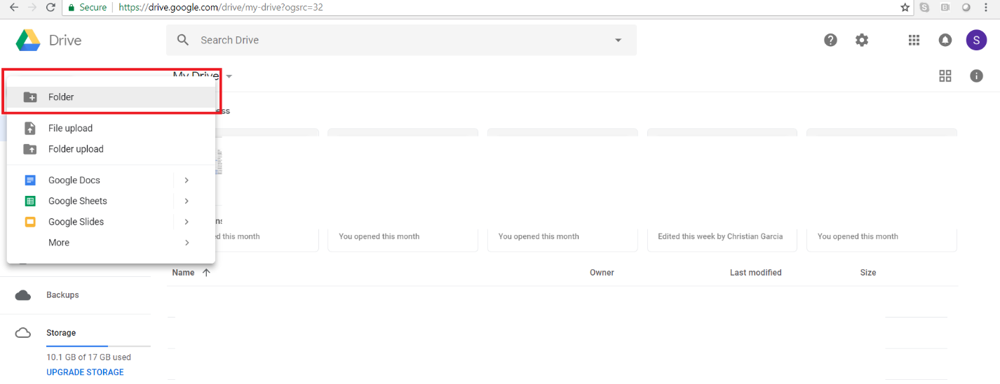 Secure https://drive.google.com/drive/my-drive?ogsrc=32
Drive
Search Drive
S
My Drive
Folder
ess
File upload
Folder upload
Google Docs
Google Sheets
Google Slides
More
ns
ed this month
You opened this month
You opened this month
Edited this week by Christian Garcia
You opened this month
Name Owner Last modified Size
Backups
Storage
10.1 GB of 17 GB used
UPGRADE STORAGE